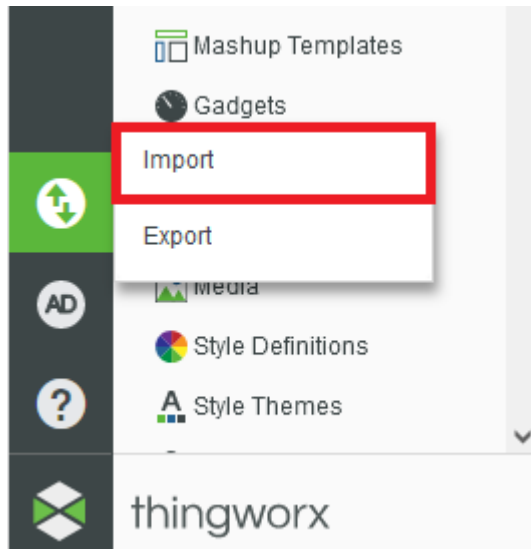 Mashup Templates
Gadgets
Import
Export
Media
AD
Style Definitions
?
Style Themes
thingworx